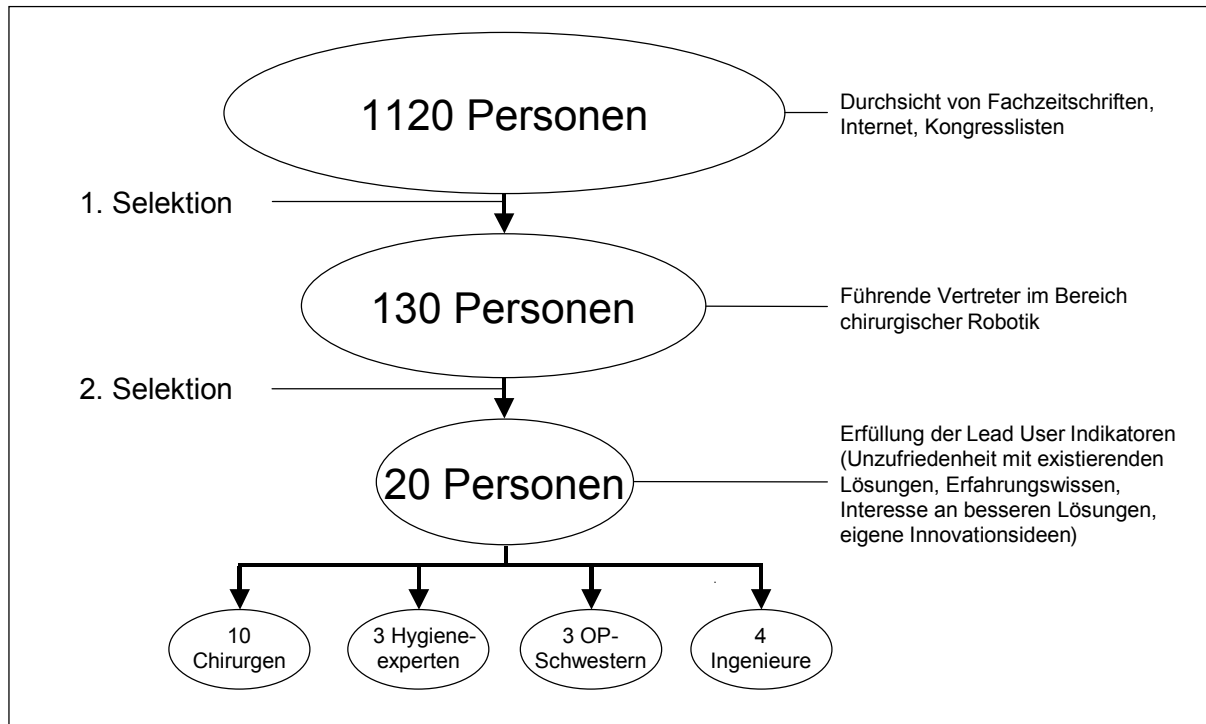 1120 Personen
Durchsicht von Fachzeitschriften,
Internet, Kongresslisten
1. Selektion
130 Personen
Führende Vertreter im Bereich
chirurgischer Robotik
2. Selektion
20 Personen
Erfüllung der Lead User Indikatoren
(Unzufriedenheit mit existierenden
Lösungen, Erfahrungswissen,
Interesse an besseren Lösungen,
eigene Innovationsideen)
10
Chirurgen
3 Hygiene-
experten
3 OP-
Schwestern
4
Ingenieure